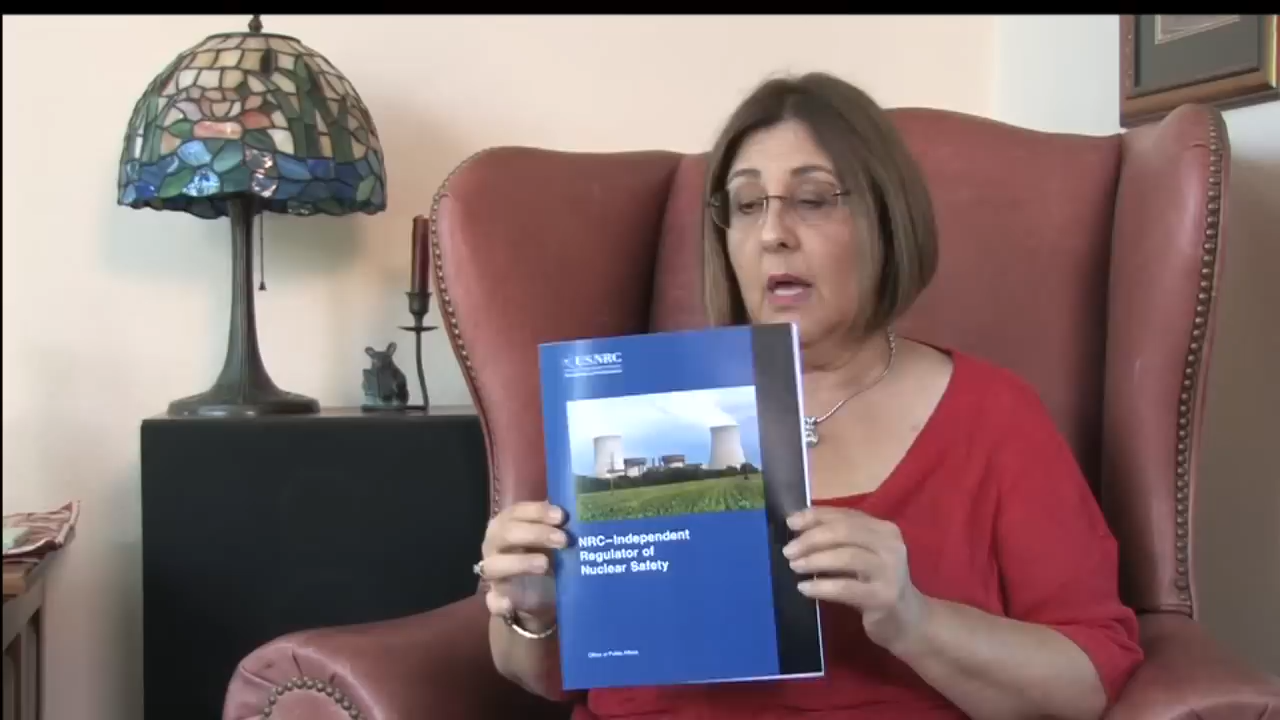 U.S.NRC
NRC–Independent
Regulator of
Nuclear Safety
Office of Public Affairs